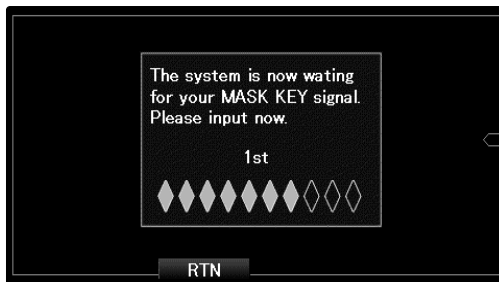 The system is now wating
for your MASK KEY signal.
Please input now.
1st
RTN